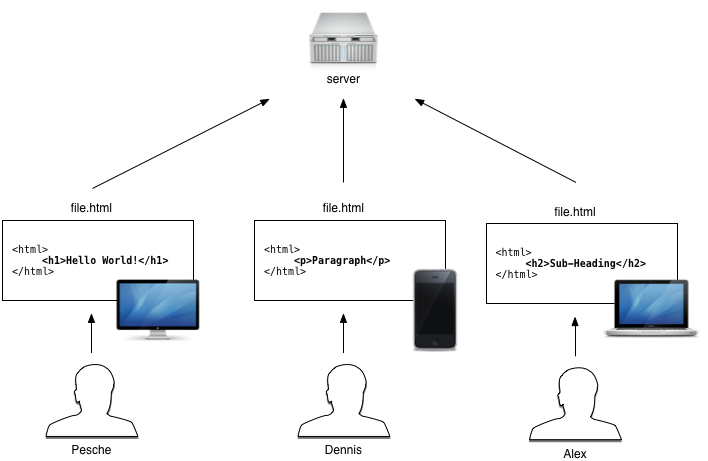 server
file.html
<html>
<h1>Hello World!</h1>
</html>
Pesche
file.html
<html>
<p>Paragraph</p>
</html>
Dennis
file.html
<html>
<h2>Sub-Heading</h2>
</html>
Alex